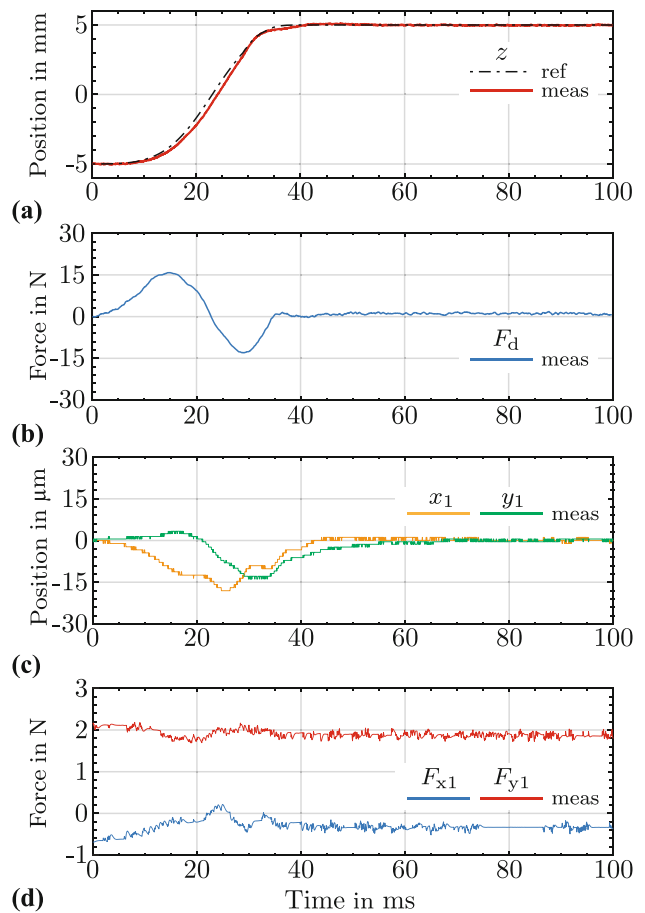 5
0
-5
Position in mm
z
ref
meas
0
20
40
60
80
100
(a)
30
15
0
-15
-30
Force in N
F_d
meas
0
20
40
60
80
100
(b)
30
15
0
-15
-30
Position in µm
x_1 y_1
meas
0
20
40
60
80
100
(c)
3
2
1
0
-1
Force in N
F_x1 F_y1
meas
0
20
40
60
80
100
(d)
Time in ms